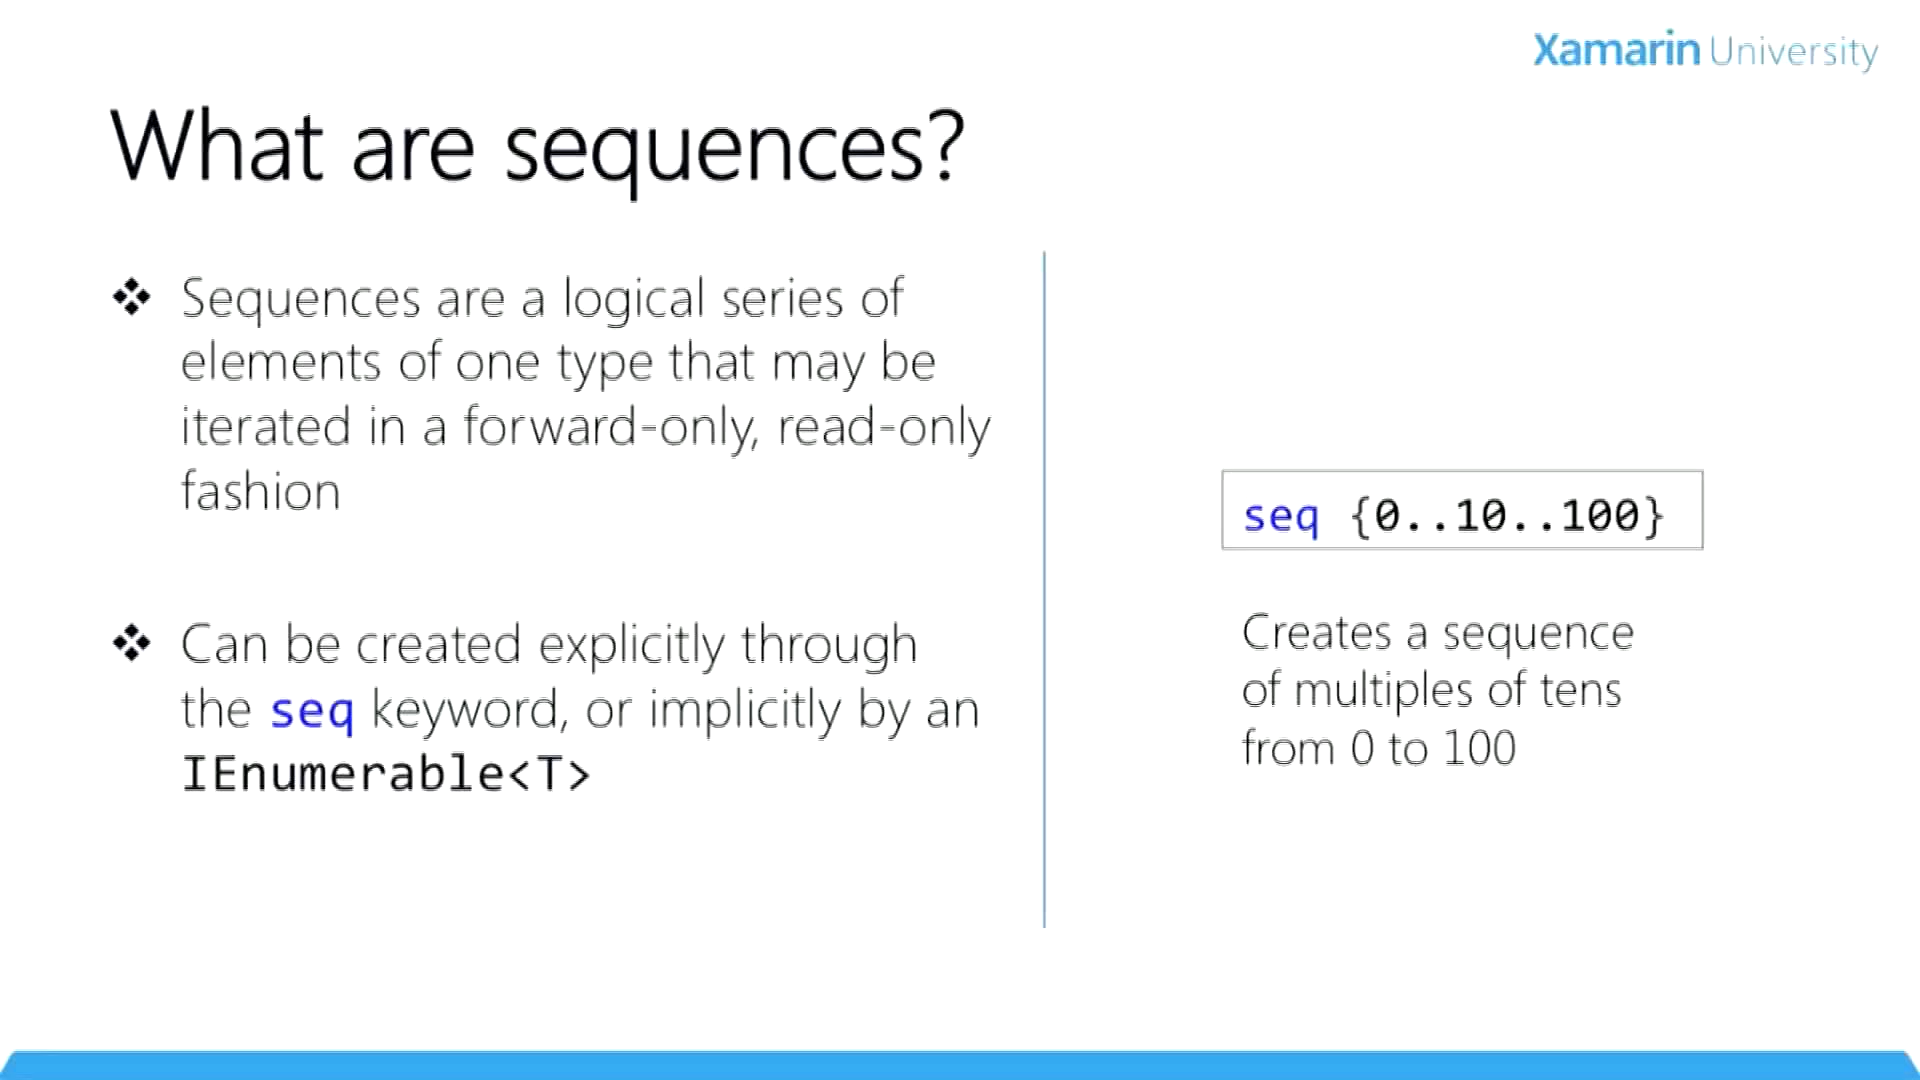 Xamarin University
What are sequences?
❖ Sequences are a logical series of
elements of one type that may be
iterated in a forward-only, read-only
fashion
❖ Can be created explicitly through
the seq keyword, or implicitly by an
IEnumerable<T>
seq {0..10..100}
Creates a sequence
of multiples of tens
from 0 to 100